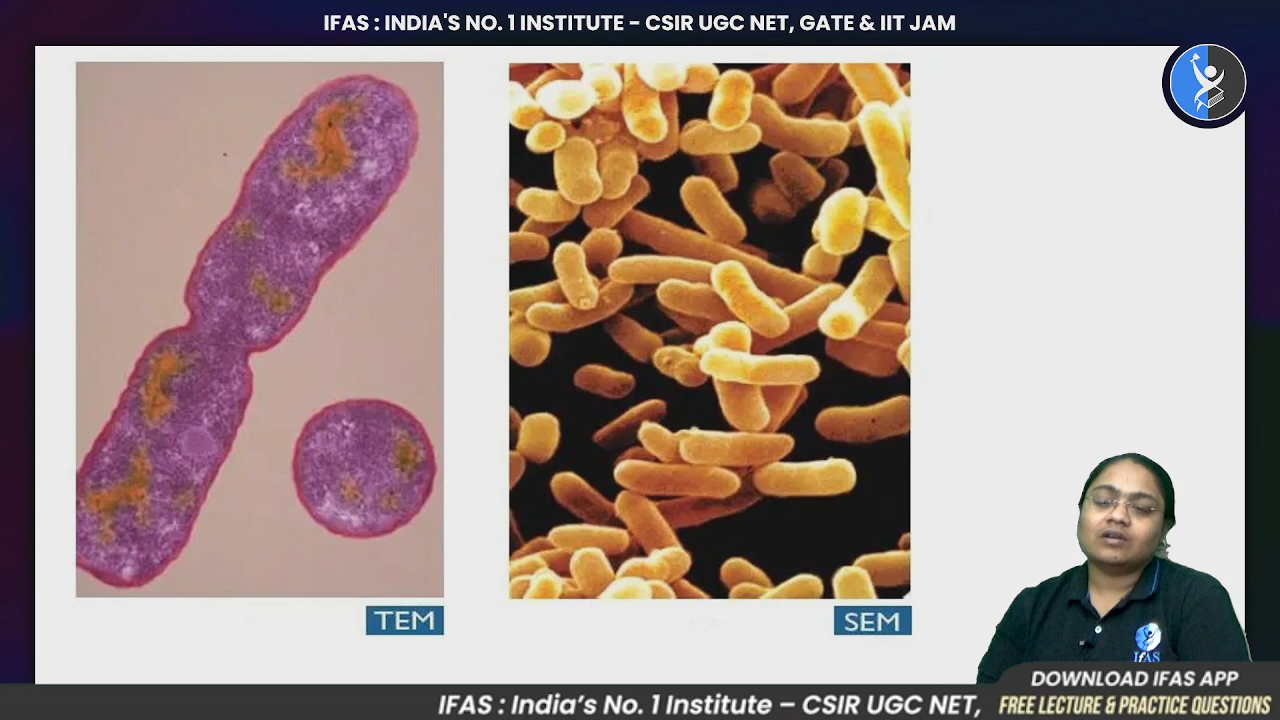 IFAS : INDIA'S NO. 1 INSTITUTE - CSIR UGC NET, GATE & IIT JAM
TEM
SEM
IFAS
DOWNLOAD IFAS APP
IFAS : India's No. 1 Institute – CSIR UGC NET,
FREE LECTURE & PRACTICE QUESTIONS